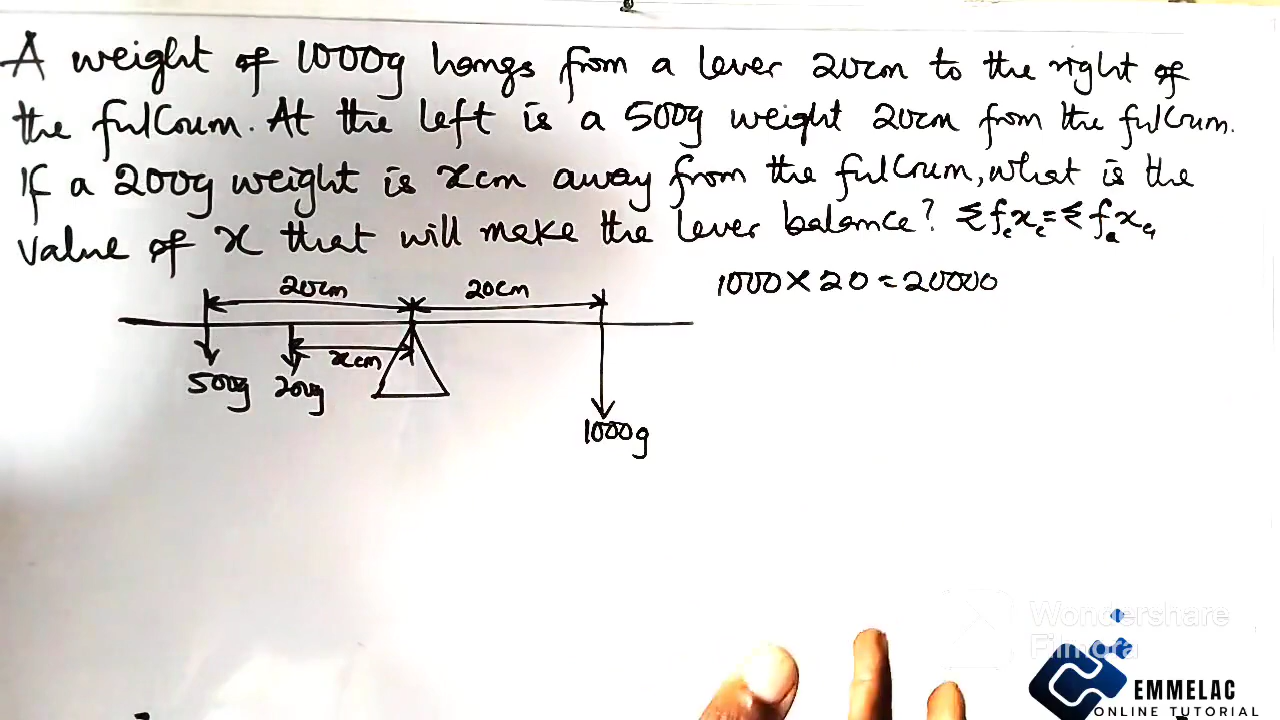 A weight of 1000g hangs from a lever 20cm to the right of
the fulcrum. At the left is a 500g weight 20cm from the fulcrum.
If a 200g weight is xcm away from the fulcrum, what is the
value of x that will make the lever balance? Σfcxc = Σfaxa
1000 × 20 = 20000
20cm 20cm
xcm
500g 200g
1000g
Wondershare
Filmora
EMMELAC
ONLINE TUTORIAL